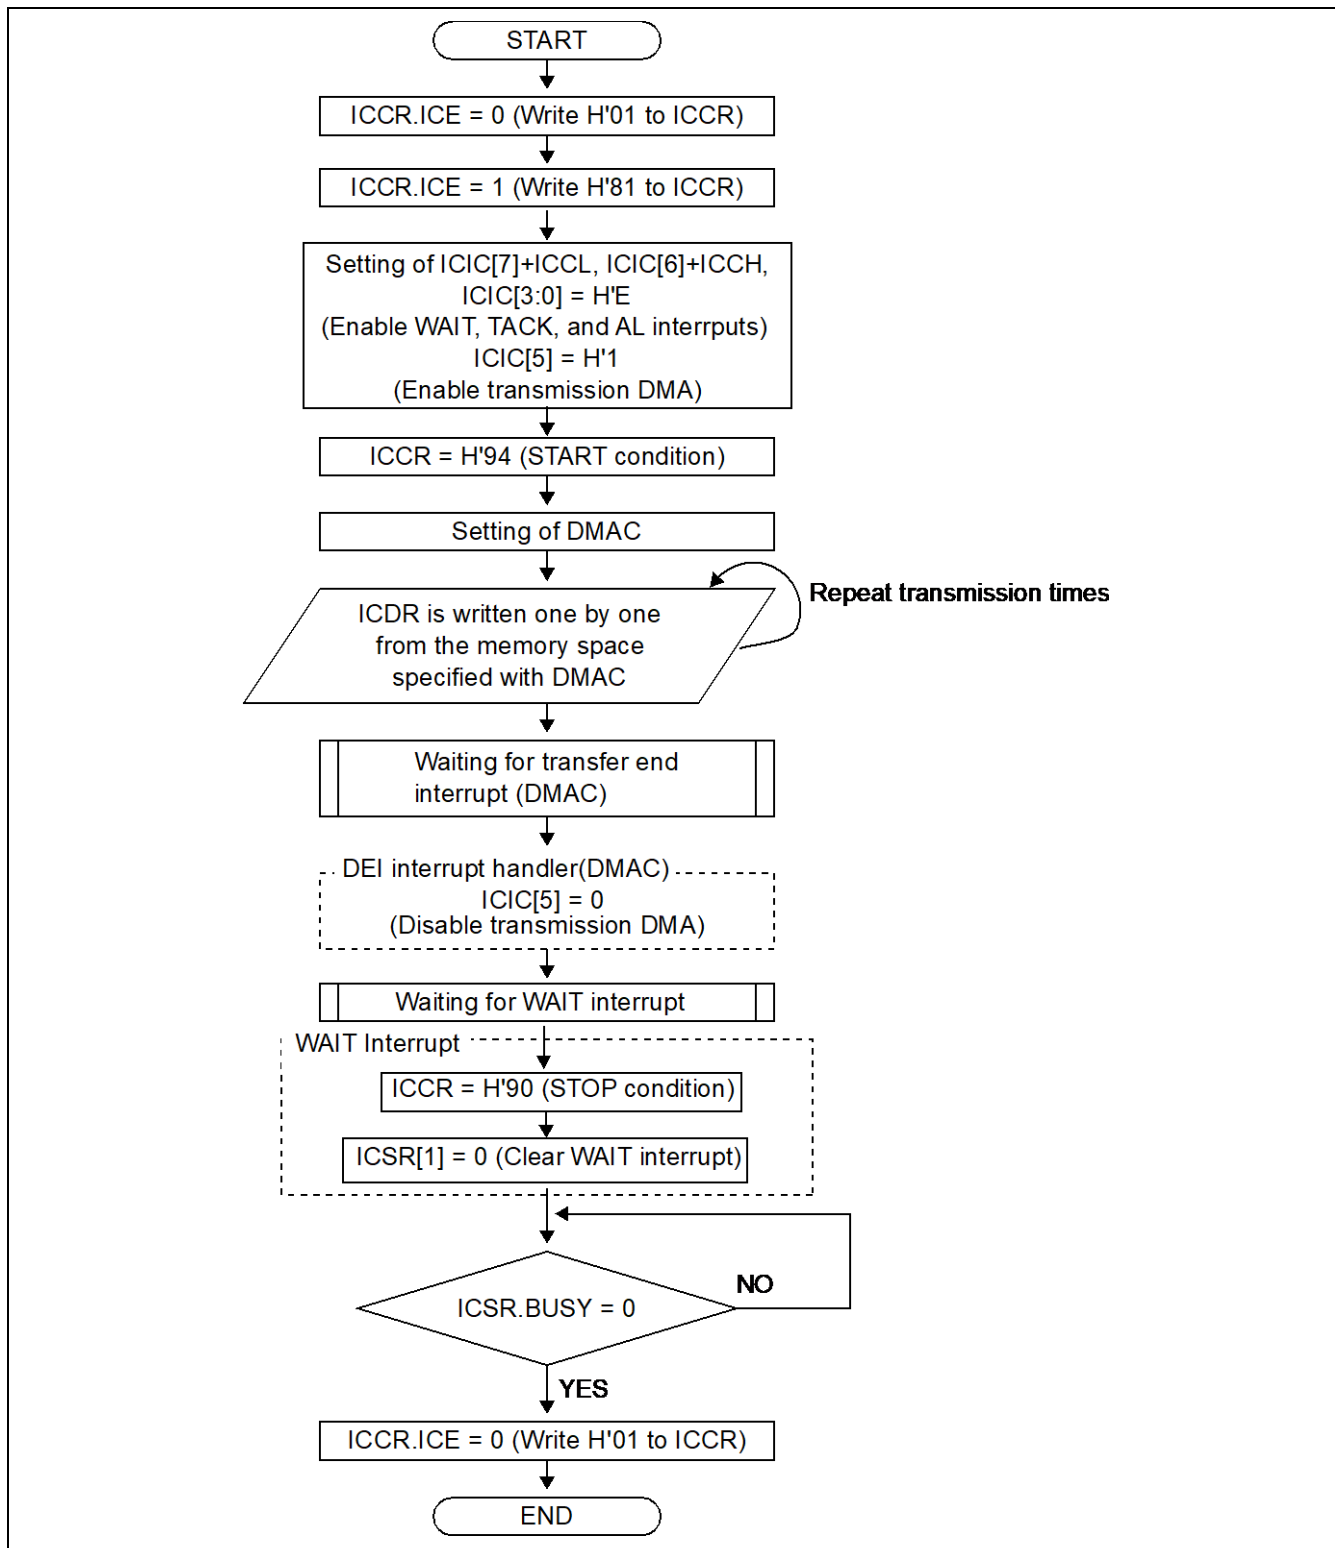 START
ICCR.ICE = 0 (Write H'01 to ICCR)
ICCR.ICE = 1 (Write H'81 to ICCR)
Setting of ICIC[7]+ICCL, ICIC[6]+ICCH,
ICIC[3:0] = H'E
(Enable WAIT, TACK, and AL interrputs)
ICIC[5] = H'1
(Enable transmission DMA)
ICCR = H'94 (START condition)
Setting of DMAC
Repeat transmission times
ICDR is written one by one
from the memory space
specified with DMAC
Waiting for transfer end
interrupt (DMAC)
DEI interrupt handler(DMAC)
ICIC[5] = 0
(Disable transmission DMA)
Waiting for WAIT interrupt
WAIT Interrupt
ICCR = H'90 (STOP condition)
ICSR[1] = 0 (Clear WAIT interrupt)
NO
ICSR.BUSY = 0
YES
ICCR.ICE = 0 (Write H'01 to ICCR)
END